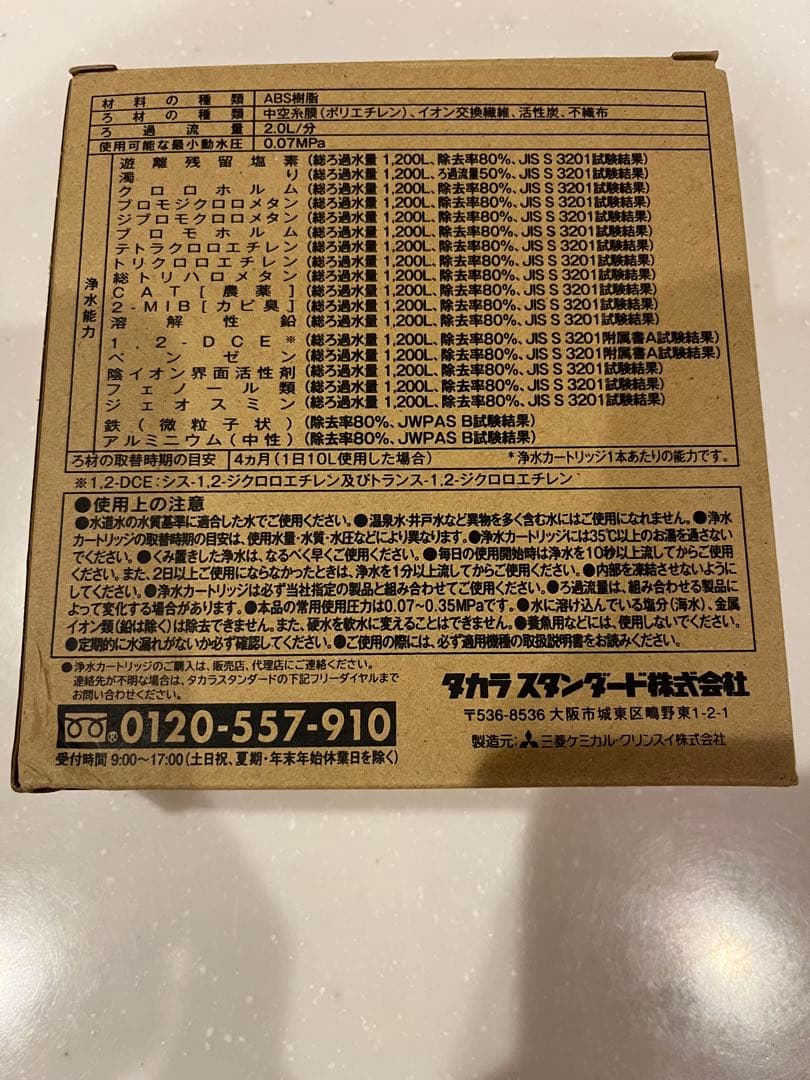 材料の種類 ABS樹脂
ろ材の種類 中空糸膜(ポリエチレン)、イオン交換繊維、活性炭、不織布
ろ過流量 2.0L/分
使用可能な最小動水圧 0.07MPa
浄水能力
遊離残留塩素 (総ろ過水量 1,200L、除去率80%、JIS S 3201試験結果)
濁り (総ろ過水量 1,200L、ろ過流量50%、JIS S 3201試験結果)
クロロホルム (総ろ過水量 1,200L、除去率80%、JIS S 3201試験結果)
ブロモジクロロメタン (総ろ過水量 1,200L、除去率80%、JIS S 3201試験結果)
ジブロモクロロメタン (総ろ過水量 1,200L、除去率80%、JIS S 3201試験結果)
ブロモホルム (総ろ過水量 1,200L、除去率80%、JIS S 3201試験結果)
テトラクロロエチレン (総ろ過水量 1,200L、除去率80%、JIS S 3201試験結果)
トリクロロエチレン (総ろ過水量 1,200L、除去率80%、JIS S 3201試験結果)
総トリハロメタン (総ろ過水量 1,200L、除去率80%、JIS S 3201試験結果)
CAT[農薬] (総ろ過水量 1,200L、除去率80%、JIS S 3201試験結果)
2-MIB[カビ臭] (総ろ過水量 1,200L、除去率80%、JIS S 3201試験結果)
溶解性鉛 (総ろ過水量 1,200L、除去率80%、JIS S 3201試験結果)
1,2-DCE※ (総ろ過水量 1,200L、除去率80%、JIS S 3201附属書A試験結果)
ベンゼン (総ろ過水量 1,200L、除去率80%、JIS S 3201附属書A試験結果)
陰イオン界面活性剤 (総ろ過水量 1,200L、除去率80%、JIS S 3201試験結果)
フェノール類 (総ろ過水量 1,200L、除去率80%、JIS S 3201試験結果)
ジェオスミン (総ろ過水量 1,200L、除去率80%、JIS S 3201試験結果)
鉄(微粒子状) (除去率80%、JWPAS B試験結果)
アルミニウム(中性) (除去率80%、JWPAS B試験結果)
ろ材の取替時期の目安 4ヵ月(1日10L使用した場合) *浄水カートリッジ1本あたりの能力です。
※1,2-DCE:シス-1,2-ジクロロエチレン及びトランス-1,2-ジクロロエチレン
●使用上の注意
●水道水の水質基準に適合した水でご使用ください。●温泉水・井戸水など異物を多く含む水にはご使用になれません。●浄水
カートリッジの取替時期の目安は、使用水量・水質・水圧などにより異なります。●浄水カートリッジには35℃以上のお湯を通さない
でください。●くみ置きした浄水は、なるべく早くご使用ください。●毎日の使用開始時は浄水を10秒以上流してからご使用
ください。また、2日以上ご使用にならなかったときは、浄水を1分以上流してからご使用ください。●内部を凍結させないように
してください。●浄水カートリッジは必ず当社指定の製品と組み合わせてご使用ください。●ろ過流量は、組み合わせる製品に
よって変化する場合があります。●本品の常用使用圧力は0.07〜0.35MPaです。●水に溶け込んでいる塩分(海水)、金属
イオン類(鉛は除く)は除去できません。また、硬水を軟水に変えることはできません。●養魚用などには、使用しないでください。
●定期的に水漏れがないか必ず確認してください。●ご使用の際には、必ず適用機種の取扱説明書をお読みください。
●浄水カートリッジのご購入は、販売店、代理店にご連絡ください。
連絡先が不明な場合は、タカラスタンダードの下記フリーダイヤルまで
お問い合わせください。
0120-557-910
受付時間 9:00〜17:00(土日祝、夏期・年末年始休業日を除く)
タカラスタンダード株式会社
〒536-8536 大阪市城東区鴫野東1-2-1
製造元:三菱ケミカル・クリンスイ株式会社